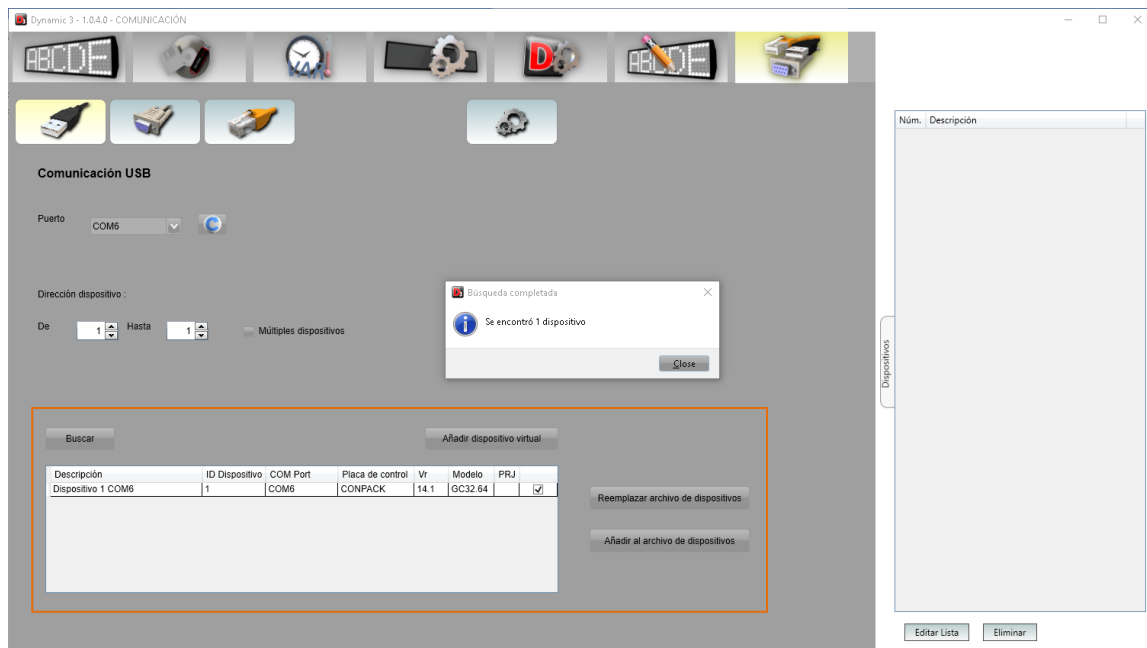 Dynamic 3 - 1.0.4.0 - COMUNICACIÓN
ABCDE
VAR!
D
ABCDE
Comunicación USB
Puerto
COM6
Dirección dispositivo :
De
1
Hasta
1
Múltiples dispositivos
Búsqueda completada
Se encontró 1 dispositivo
Close
Buscar
Añadir dispositivo virtual
Descripción ID Dispositivo COM Port Placa de control Vr Modelo PRJ
Dispositivo 1 COM6 1 COM6 CONPACK 14.1 GC32.64
Reemplazar archivo de dispositivos
Añadir al archivo de dispositivos
Dispositivos
Núm. Descripción
Editar Lista
Eliminar